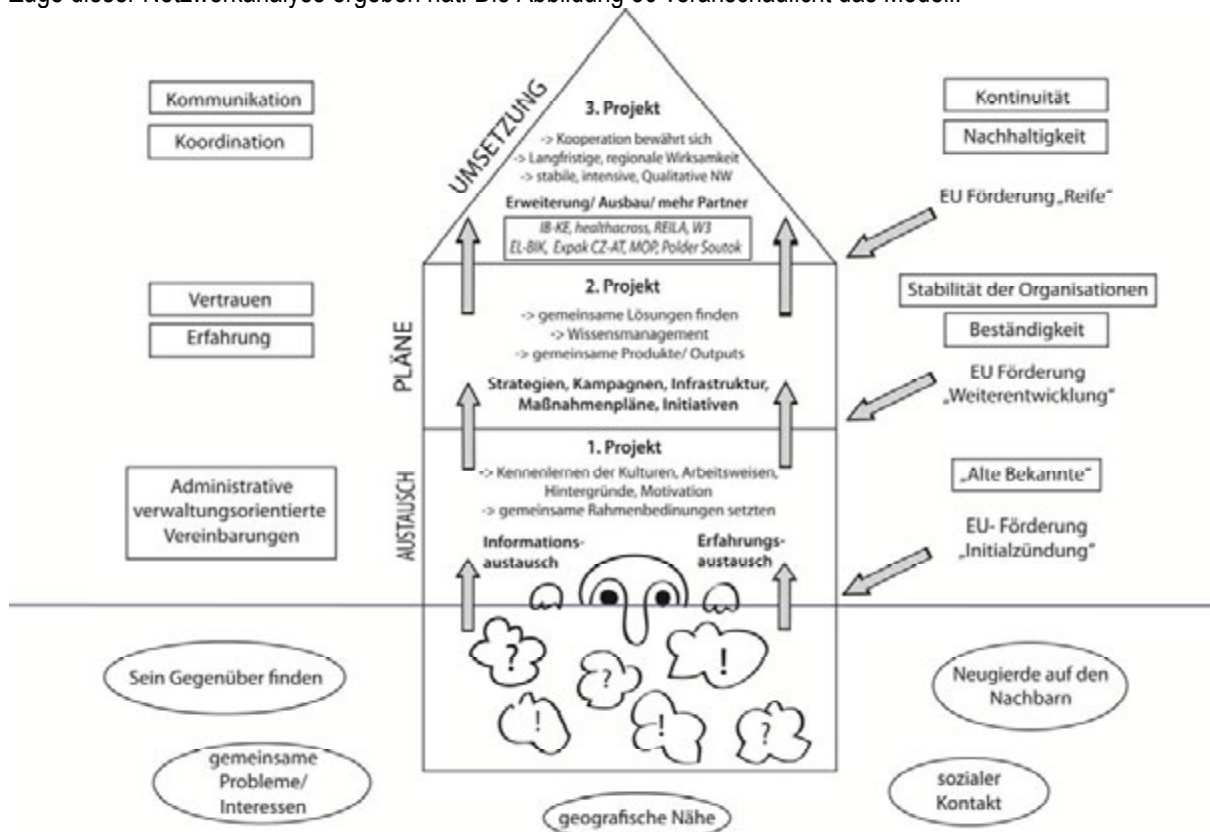 Zuge dieser Netzwerkanalyse ergeben hat. Die Abbildung 36 veranschaulicht das Modell.
UMSETZUNG
3. Projekt
-> Kooperation bewährt sich
-> Langfristige, regionale Wirksamkeit
-> stabile, intensive, Qualitative NW
Erweiterung/ Ausbau/ mehr Partner
IB-KE, healthacross, REILA, W3
EL-BIK, Expak CZ-AT, MOP, Polder Soutok
Kommunikation
Koordination
Kontinuität
Nachhaltigkeit
EU Förderung „Reife"
PLÄNE
2. Projekt
-> gemeinsame Lösungen finden
-> Wissensmanagement
-> gemeinsame Produkte/ Outputs
Strategien, Kampagnen, Infrastruktur,
Maßnahmenpläne, Initiativen
Vertrauen
Erfahrung
Stabilität der Organisationen
Beständigkeit
EU Förderung
„Weiterentwicklung"
AUSTAUSCH
1. Projekt
-> Kennenlernen der Kulturen, Arbeitsweisen,
Hintergründe, Motivation
-> gemeinsame Rahmenbedinungen setzten
Informations-
austausch
Erfahrungs-
austausch
Administrative
verwaltungsorientierte
Vereinbarungen
„Alte Bekannte"
EU- Förderung
„Initialzündung"
?
!
?
!
!
?
Sein Gegenüber finden
gemeinsame
Probleme/
Interessen
geografische Nähe
Neugierde auf den
Nachbarn
sozialer
Kontakt